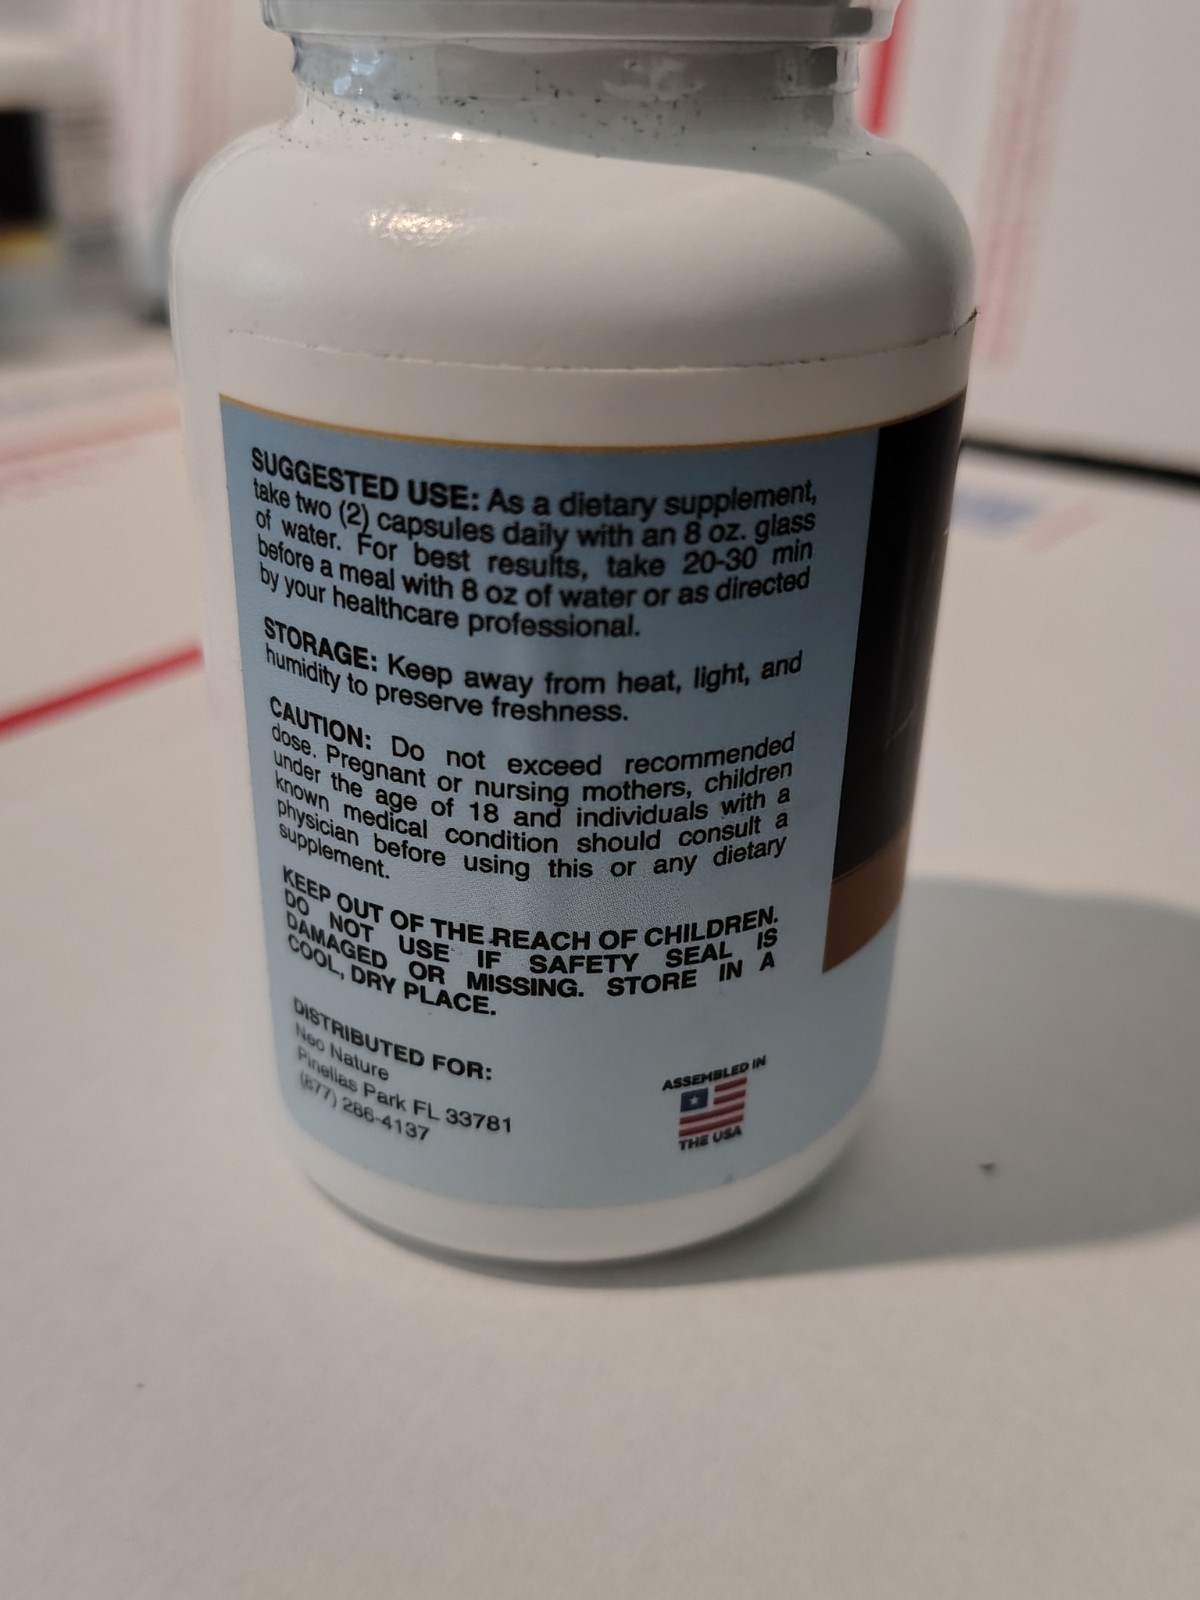 SUGGESTED USE: As a dietary supplement,
take two (2) capsules daily with an 8 oz. glass
of water. For best results, take 20-30 min
before a meal with 8 oz of water or as directed
by your healthcare professional.
STORAGE: Keep away from heat, light, and
humidity to preserve freshness.
CAUTION: Do not exceed recommended
dose. Pregnant or nursing mothers, children
under the age of 18 and individuals with a
known medical condition should consult a
physician before using this or any dietary
supplement.
KEEP OUT OF THE REACH OF CHILDREN.
DO NOT USE IF SAFETY SEAL IS
DAMAGED OR MISSING. STORE IN A
COOL, DRY PLACE.
DISTRIBUTED FOR:
Neo Nature
Pinellas Park FL 33781
(877) 286-4137
ASSEMBLED IN
THE USA